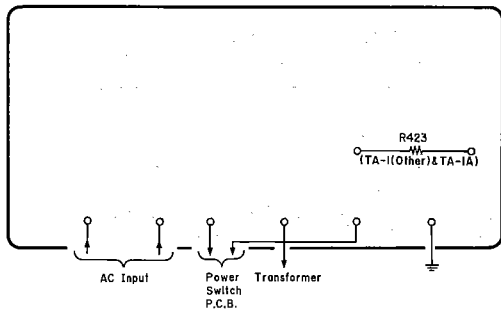 R423
(TA-1(Other)&TA-1A)
AC Input
Power
Switch
P.C.B.
Transformer